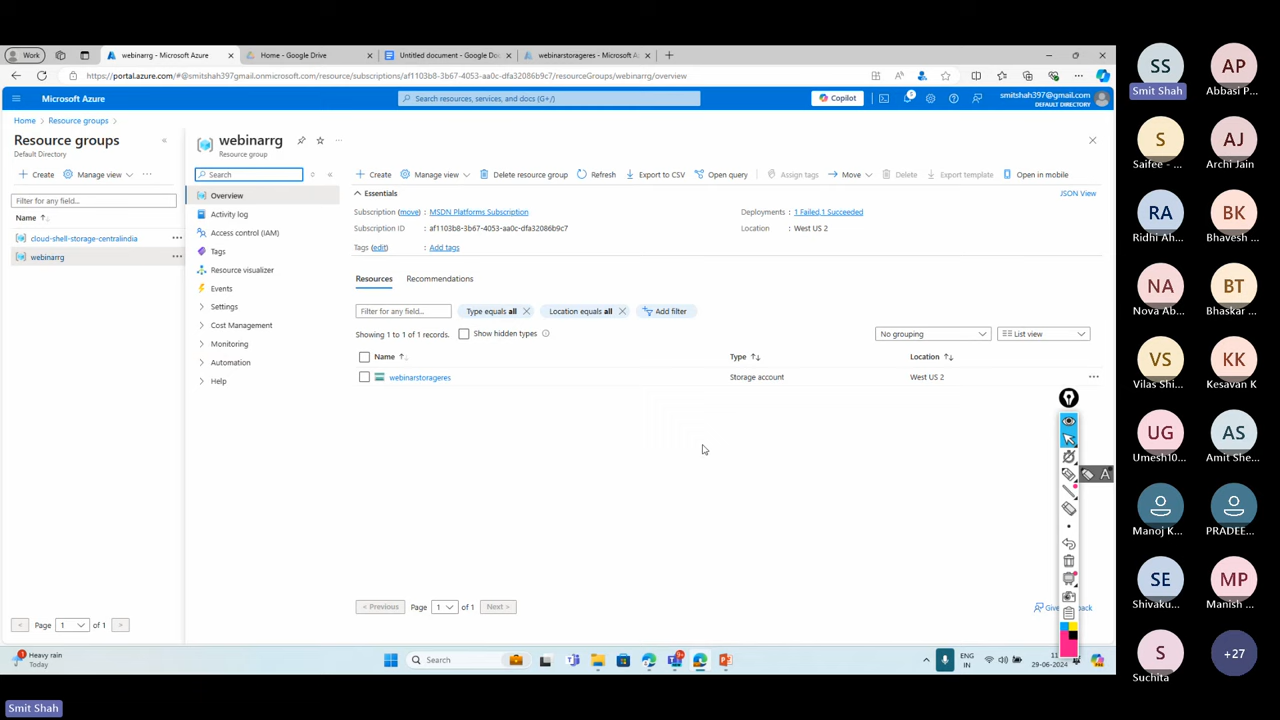 Work
webinarrg - Microsoft Azure
Home - Google Drive
Untitled document - Google Doc
webinarstorageres - Microsoft A
https://portal.azure.com/#@smitshah397gmail.onmicrosoft.com/resource/subscriptions/af1103b8-3b67-4053-aa0c-dfa32086b9c7/resourceGroups/webinarrg/overview
Microsoft Azure
Search resources, services, and docs (G+/)
Copilot
smitshah397@gmail.com
DEFAULT DIRECTORY
Home > Resource groups >
Resource groups
Default Directory
+ Create
Manage view
Filter for any field...
Name ↑
cloud-shell-storage-centralindia
webinarrg
< Page 1 of 1 >
webinarrg
Resource group
Search
Overview
Activity log
Access control (IAM)
Tags
Resource visualizer
Events
Settings
Cost Management
Monitoring
Automation
Help
+ Create
Manage view
Delete resource group
Refresh
Export to CSV
Open query
Assign tags
Move
Delete
Export template
Open in mobile
Essentials
JSON View
Subscription (move) : MSDN Platforms Subscription
Subscription ID : af1103b8-3b67-4053-aa0c-dfa32086b9c7
Tags (edit) : Add tags
Deployments : 1 Failed,1 Succeeded
Location : West US 2
Resources
Recommendations
Filter for any field...
Type equals all
Location equals all
Add filter
Showing 1 to 1 of 1 records.
Show hidden types
No grouping
List view
Name ↑
Type ↑↓
Location ↑↓
webinarstorageres
Storage account
West US 2
< Previous
Page 1 of 1
Next >
Heavy rain
Today
Search
ENG
IN
29-06-2024
Smit Shah
SS
Smit Shah
AP
Abbasi P...
S
Saifee - ...
AJ
Archi Jain
RA
Ridhi Ah...
BK
Bhavesh ...
NA
Nova Ab...
BT
Bhaskar ...
VS
Vilas Shi...
KK
Kesavan K
UG
Umesh10...
AS
Amit She...
Manoj K...
PRADEE...
SE
Shivaku...
MP
Manish ...
S
Suchita
+27